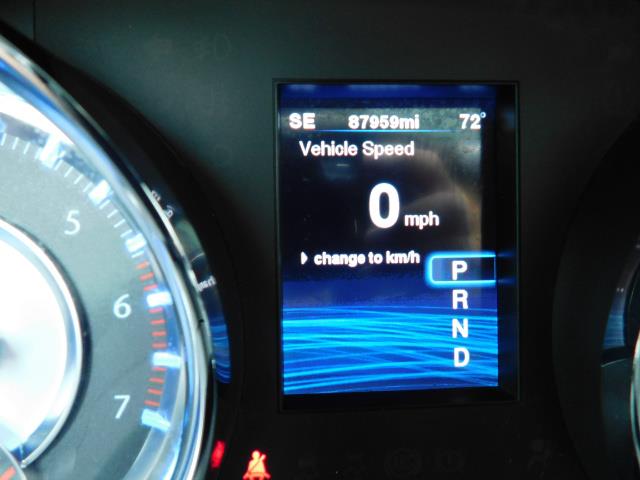 SE 87959mi 72°
Vehicle Speed
0 mph
change to km/h
P
R
N
D
5
6
7